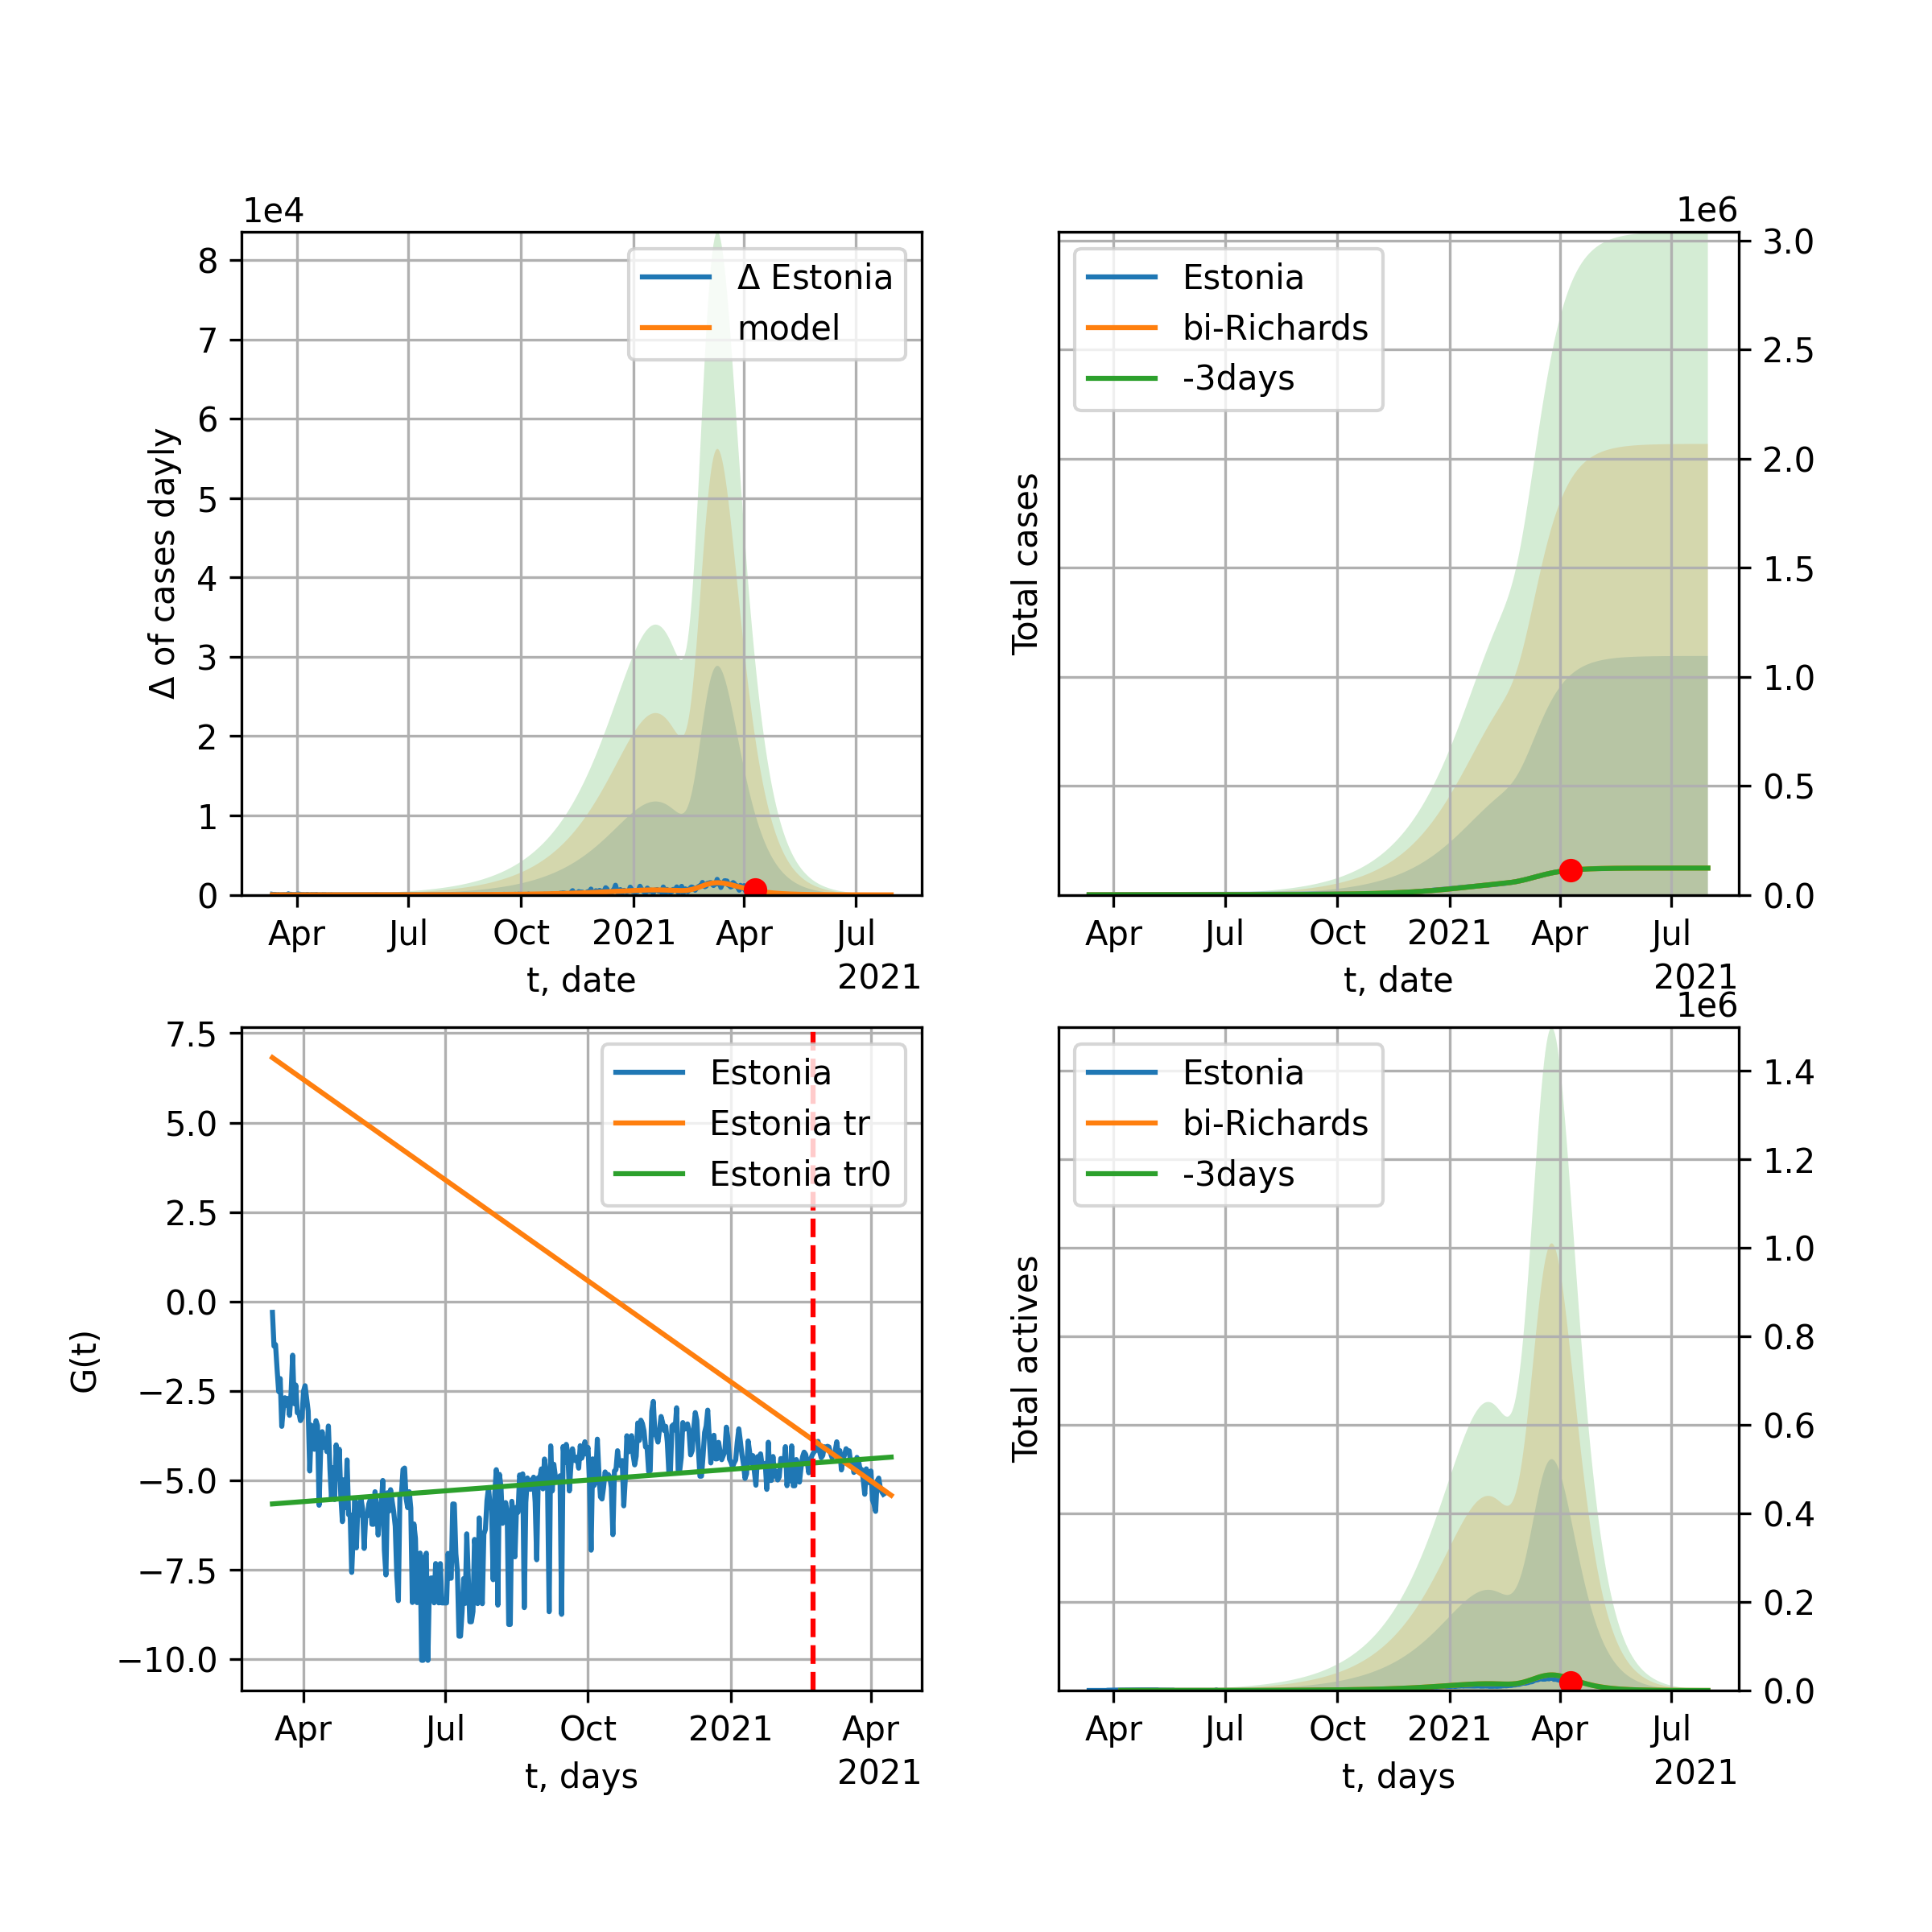 1e4
8
7
6
5
4
3
2
1
0
Δ of cases dayly
Δ Estonia
model
Apr Jul Oct 2021 Apr Jul
t, date
2021
1e6
3.0
2.5
2.0
1.5
1.0
0.5
0.0
Total cases
Estonia
bi-Richards
-3days
Apr Jul Oct 2021 Apr Jul
t, date
2021
7.5
5.0
2.5
0.0
−2.5
−5.0
−7.5
−10.0
G(t)
Estonia
Estonia tr
Estonia tr0
Apr Jul Oct 2021 Apr
t, days
2021
1e6
1.4
1.2
1.0
0.8
0.6
0.4
0.2
0.0
Total actives
Estonia
bi-Richards
-3days
Apr Jul Oct 2021 Apr Jul
t, days
2021